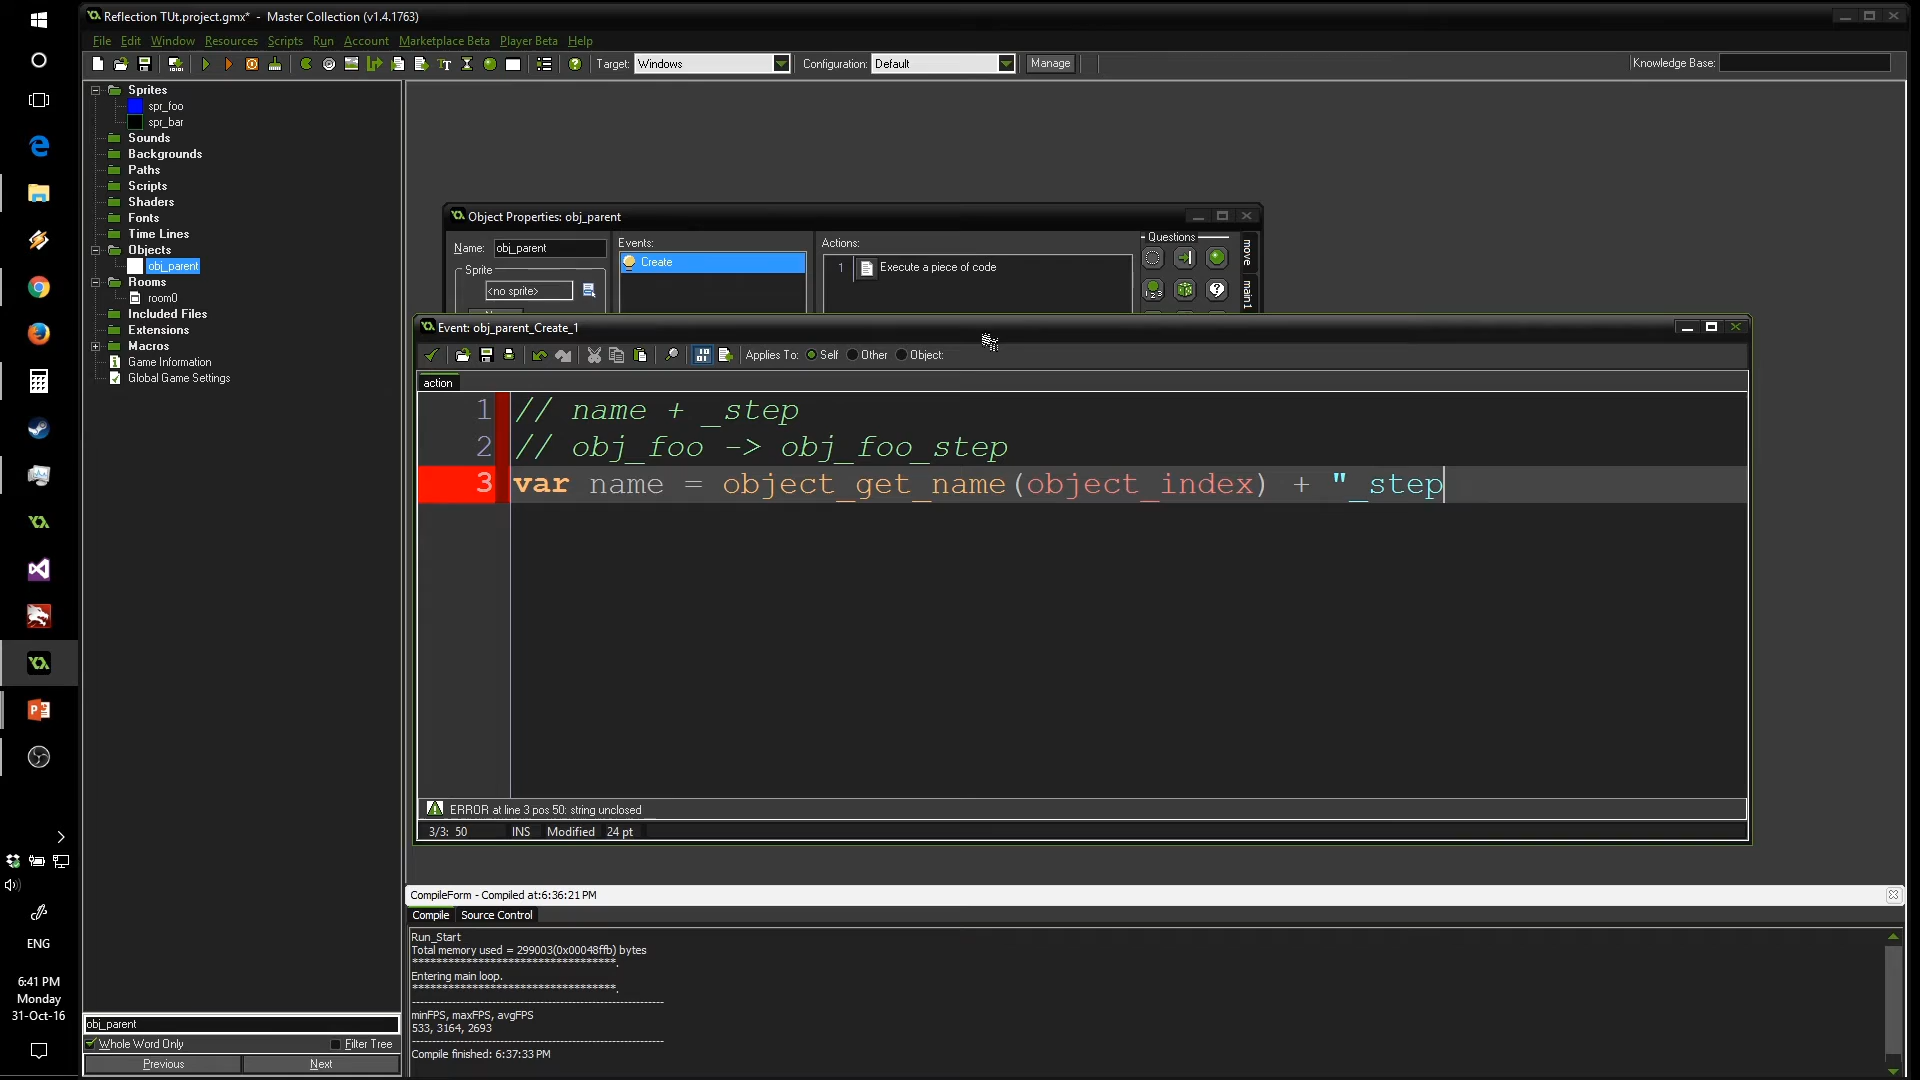 Reflection TUt.project.gmx* - Master Collection (v1.4.1763)
File Edit Window Resources Scripts Run Account Marketplace Beta Player Beta Help
Target: Windows Configuration: Default Manage Knowledge Base:
Sprites
spr_foo
spr_bar
Sounds
Backgrounds
Paths
Scripts
Shaders
Fonts
Time Lines
Objects
obj_parent
Rooms
room0
Included Files
Extensions
Macros
Game Information
Global Game Settings
Object Properties: obj_parent
Name: obj_parent Events: Actions: Questions
Sprite
<no sprite>
Create
1 Execute a piece of code
move
main1
Event: obj_parent_Create_1
Applies To: Self Other Object:
action
1 // name + _step
2 // obj_foo -> obj_foo_step
3 var name = object_get_name(object_index) + "_step
ERROR at line 3 pos 50: string unclosed
3/3: 50 INS Modified 24 pt
CompileForm - Compiled at:6:36:21 PM
Compile Source Control
Run_Start
Total memory used = 299003(0x00048ffb) bytes
Entering main loop.
minFPS, maxFPS, avgFPS
533, 3164, 2693
Compile finished: 6:37:33 PM
obj_parent
Whole Word Only Filter Tree
Previous Next
ENG
6:41 PM
Monday
31-Oct-16